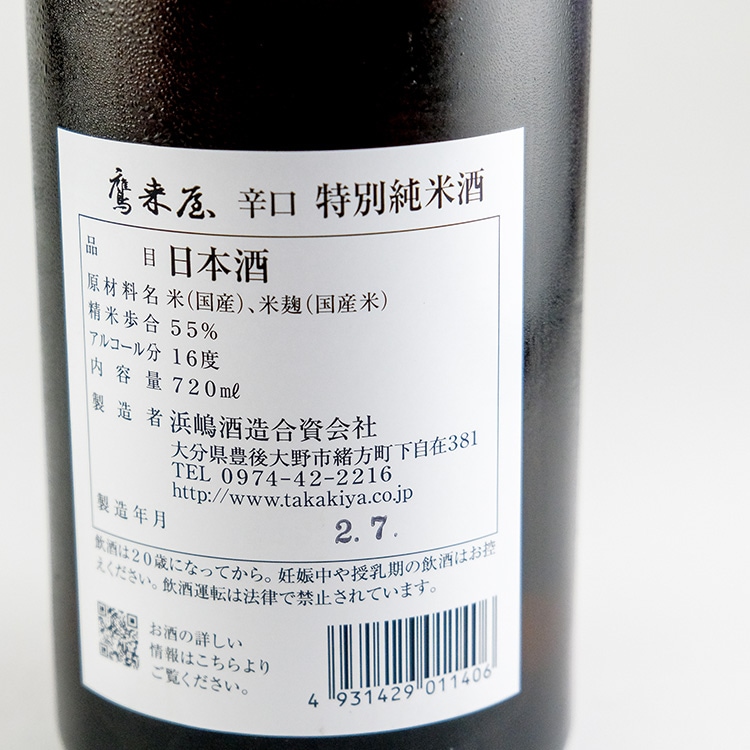 鷹来屋 辛口 特別純米酒
品目 日本酒
原材料名 米(国産)、米麹(国産米)
精米歩合 55%
アルコール分 16度
内容量 720mℓ
製造者 浜嶋酒造合資会社
大分県豊後大野市緒方町下自在381
TEL 0974-42-2216
http://www.takakiya.co.jp
製造年月 2.7.
飲酒は20歳になってから。妊娠中や授乳期の飲酒はお控
えください。飲酒運転は法律で禁止されています。
お酒の詳しい
情報はこちらより
ご覧ください。
4 931429 011406